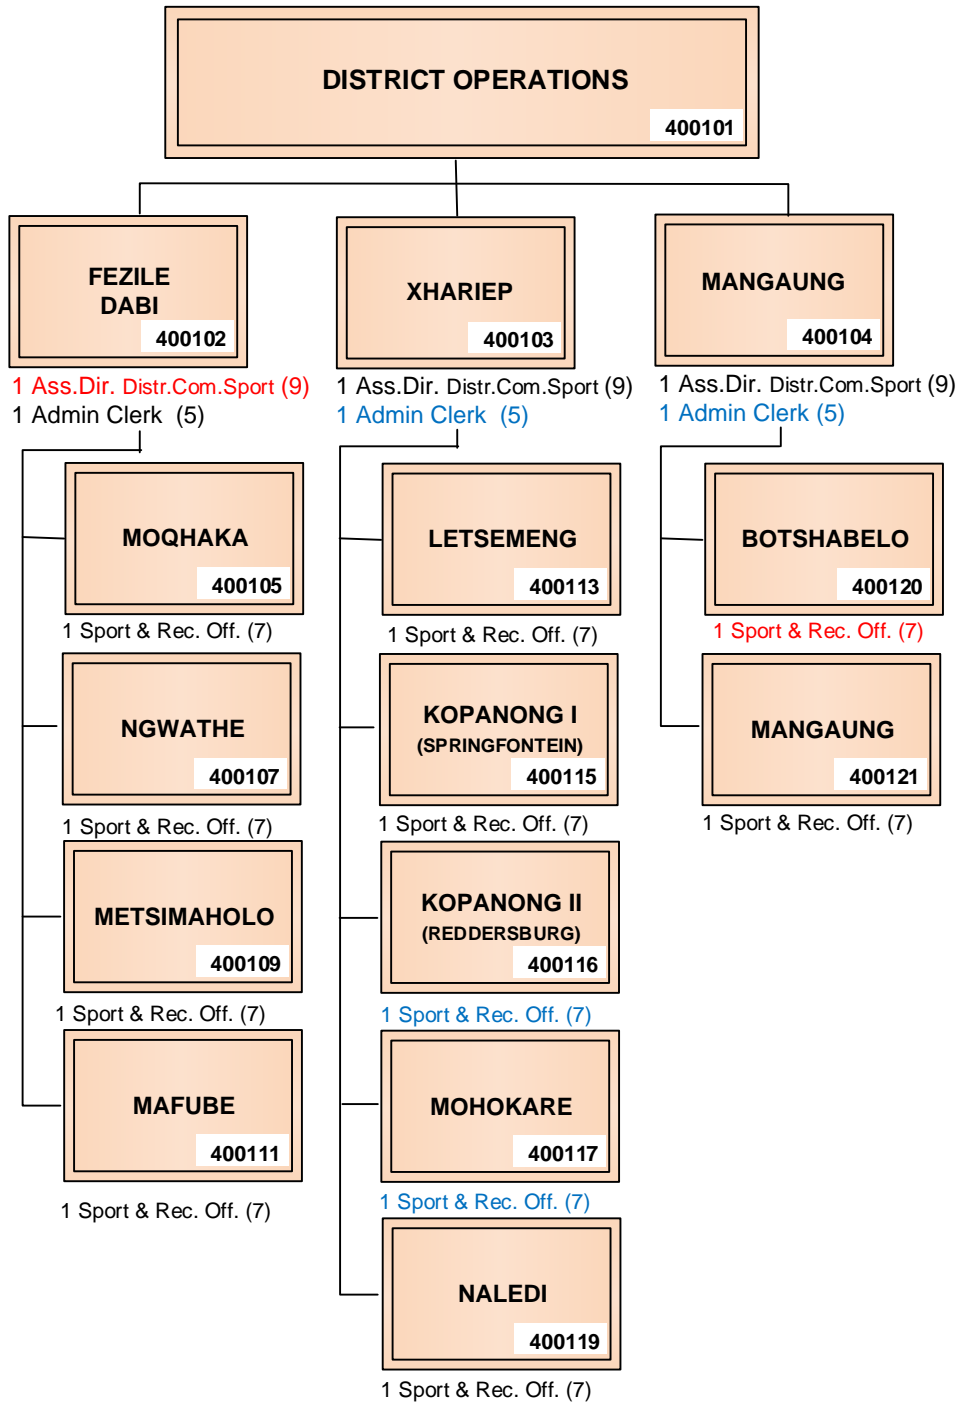 DISTRICT OPERATIONS
400101
FEZILE
DABI
400102
1 Ass.Dir. Distr.Com.Sport (9)
1 Admin Clerk (5)
XHARIEP
400103
1 Ass.Dir. Distr.Com.Sport (9)
1 Admin Clerk (5)
MANGAUNG
400104
1 Ass.Dir. Distr.Com.Sport (9)
1 Admin Clerk (5)
MOQHAKA
400105
1 Sport & Rec. Off. (7)
NGWATHE
400107
1 Sport & Rec. Off. (7)
METSIMAHOLO
400109
1 Sport & Rec. Off. (7)
MAFUBE
400111
1 Sport & Rec. Off. (7)
LETSEMENG
400113
1 Sport & Rec. Off. (7)
KOPANONG I
(SPRINGFONTEIN)
400115
1 Sport & Rec. Off. (7)
KOPANONG II
(REDDERSBURG)
400116
1 Sport & Rec. Off. (7)
MOHOKARE
400117
1 Sport & Rec. Off. (7)
NALEDI
400119
1 Sport & Rec. Off. (7)
BOTSHABELO
400120
1 Sport & Rec. Off. (7)
MANGAUNG
400121
1 Sport & Rec. Off. (7)